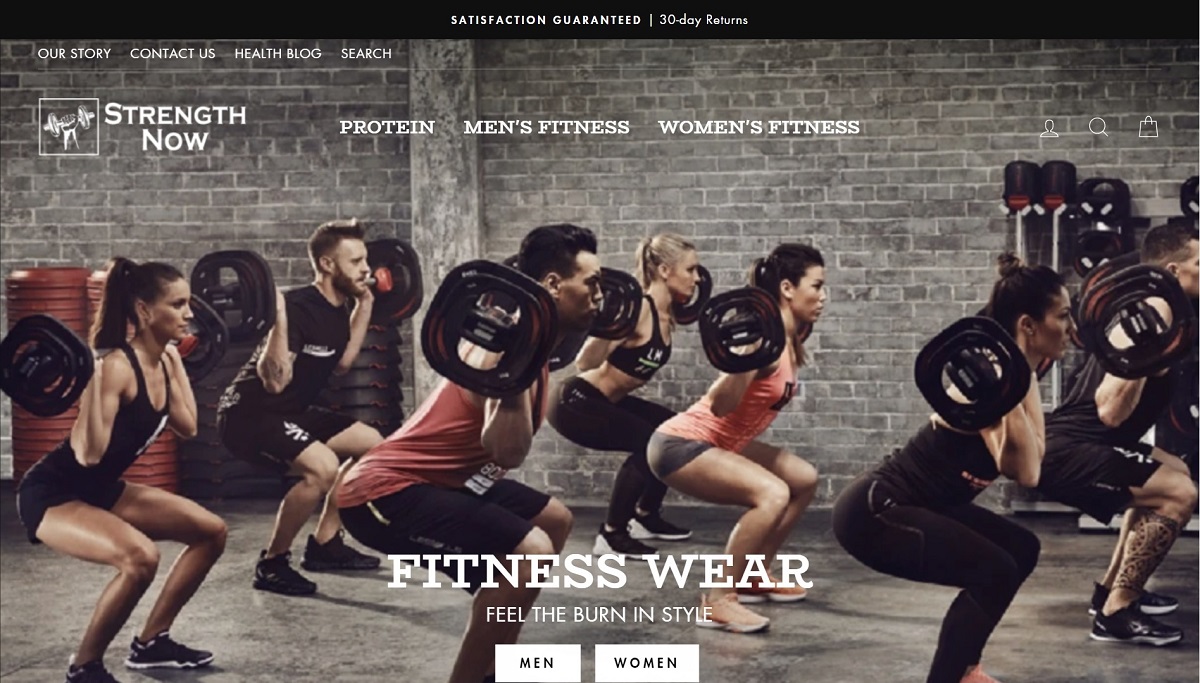 SATISFACTION GUARANTEED | 30-day Returns
OUR STORY CONTACT US HEALTH BLOG SEARCH
STRENGTH NOW
PROTEIN MEN'S FITNESS WOMEN'S FITNESS
FITNESS WEAR
FEEL THE BURN IN STYLE
MEN WOMEN